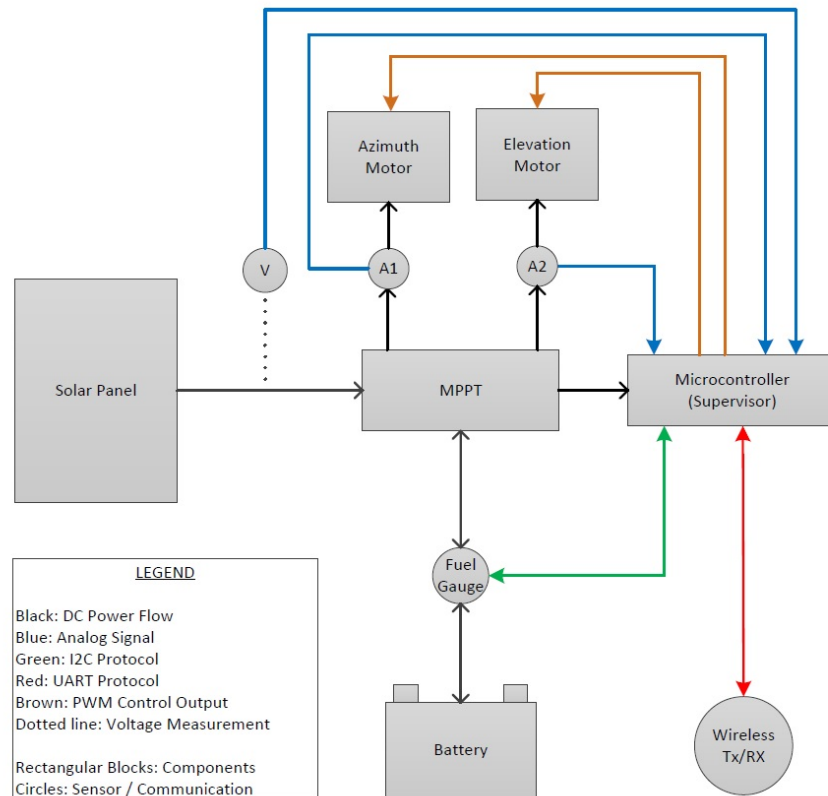 Azimuth
Motor
Elevation
Motor
V
A1
A2
Solar Panel
MPPT
Microcontroller
(Supervisor)
Fuel
Gauge
LEGEND
Black: DC Power Flow
Blue: Analog Signal
Green: I2C Protocol
Red: UART Protocol
Brown: PWM Control Output
Dotted line: Voltage Measurement
Rectangular Blocks: Components
Circles: Sensor / Communication
Battery
Wireless
Tx/RX